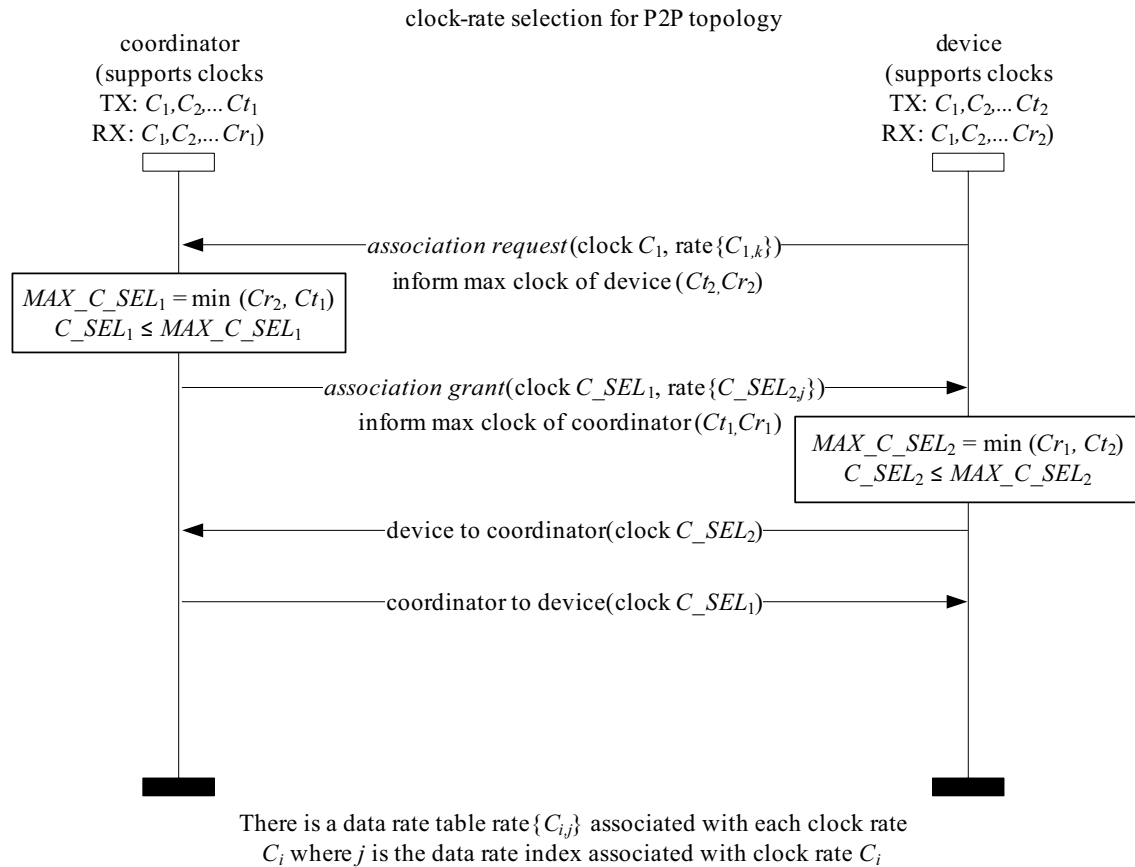 clock-rate selection for P2P topology
coordinator
(supports clocks
TX: C₁,C₂,... Ct₁
RX: C₁,C₂,... Cr₁)
device
(supports clocks
TX: C₁,C₂,... Ct₂
RX: C₁,C₂,... Cr₂)
association request(clock C₁, rate{C₁,ₖ})
inform max clock of device(Ct₂,Cr₂)
MAX_C_SEL₁ = min (Cr₂, Ct₁)
C_SEL₁ ≤ MAX_C_SEL₁
association grant(clock C_SEL₁, rate{C_SEL₂,ⱼ})
inform max clock of coordinator(Ct₁,Cr₁)
MAX_C_SEL₂ = min (Cr₁, Ct₂)
C_SEL₂ ≤ MAX_C_SEL₂
device to coordinator(clock C_SEL₂)
coordinator to device(clock C_SEL₁)
There is a data rate table rate{Cᵢ,ⱼ} associated with each clock rate
Cᵢ where j is the data rate index associated with clock rate Cᵢ